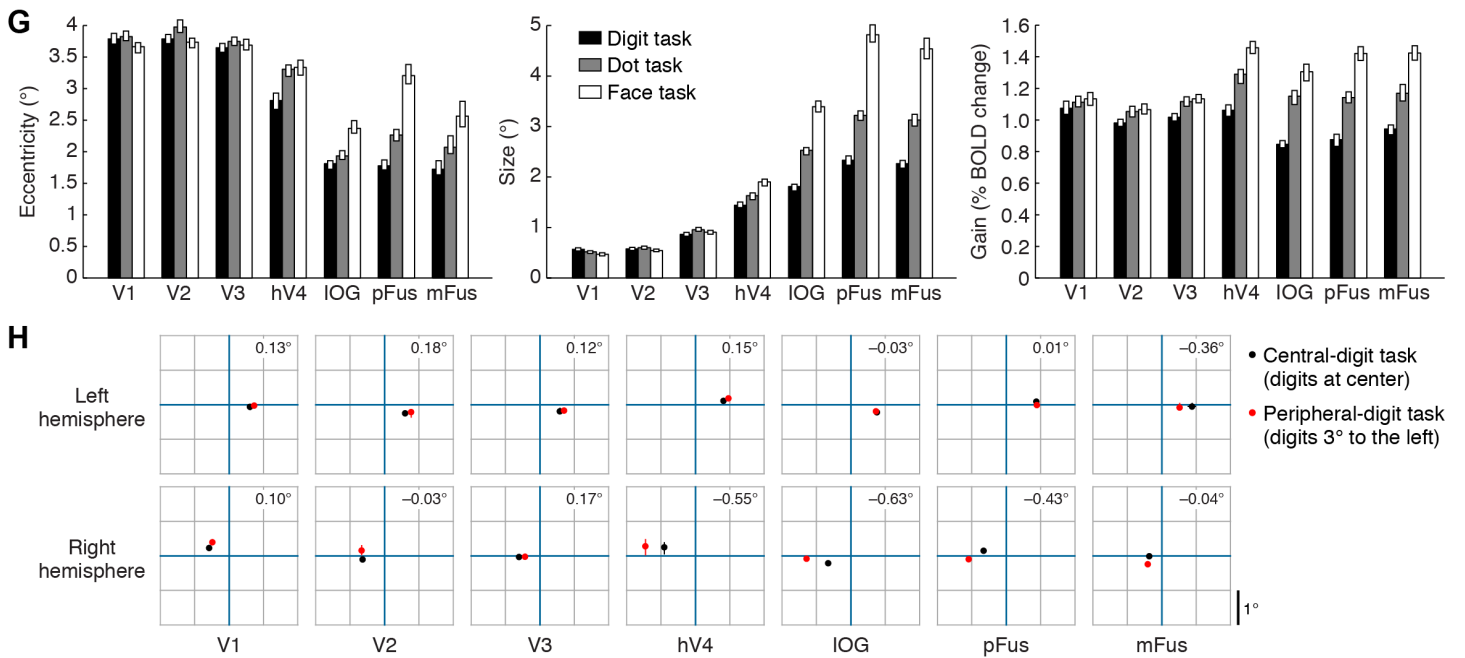 G
Eccentricity (°)
4
3.5
3
2.5
2
1.5
1
0.5
0
V1 V2 V3 hV4 IOG pFus mFus
Size (°)
5
4
3
2
1
0
Digit task
Dot task
Face task
V1 V2 V3 hV4 IOG pFus mFus
Gain (% BOLD change)
1.6
1.4
1.2
1.0
0.8
0.6
0.4
0.2
0
V1 V2 V3 hV4 IOG pFus mFus
H
Left
hemisphere
0.13° 0.18° 0.12° 0.15° –0.03° 0.01° –0.36°
Central-digit task
(digits at center)
Peripheral-digit task
(digits 3° to the left)
Right
hemisphere
0.10° –0.03° 0.17° –0.55° –0.63° –0.43° –0.04°
1°
V1 V2 V3 hV4 IOG pFus mFus